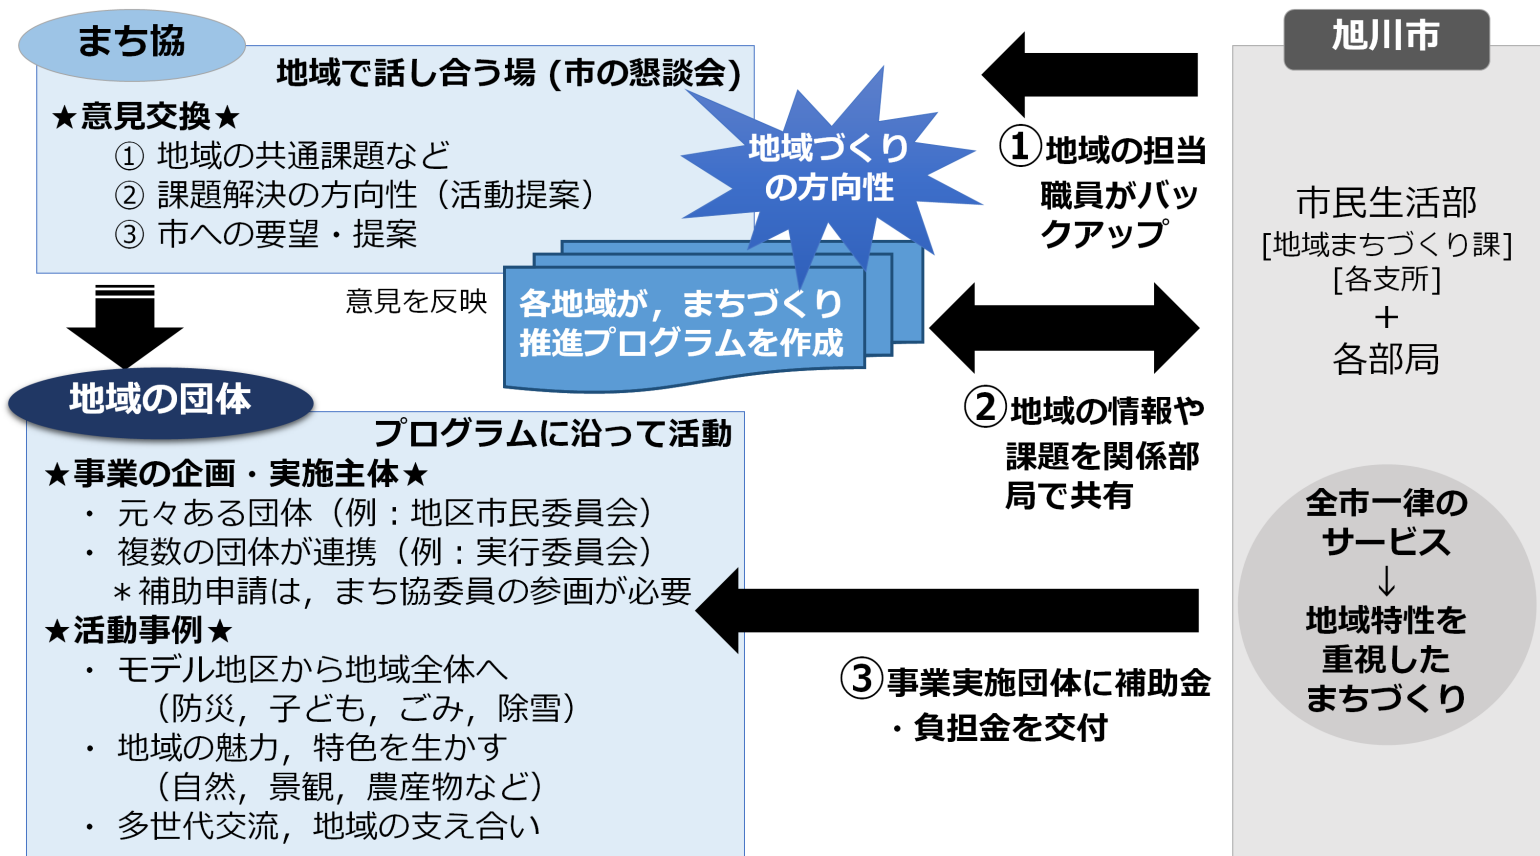 まち協
地域で話し合う場 (市の懇談会)
★意見交換★
① 地域の共通課題など
② 課題解決の方向性（活動提案）
③ 市への要望・提案
地域づくり
の方向性
意見を反映
各地域が，まちづくり
推進プログラムを作成
地域の団体
プログラムに沿って活動
★事業の企画・実施主体★
・ 元々ある団体（例：地区市民委員会）
・ 複数の団体が連携（例：実行委員会）
＊補助申請は，まち協委員の参画が必要
★活動事例★
・ モデル地区から地域全体へ
（防災，子ども，ごみ，除雪）
・ 地域の魅力，特色を生かす
（自然，景観，農産物など）
・ 多世代交流，地域の支え合い
①地域の担当
職員がバッ
クアップ
②地域の情報や
課題を関係部
局で共有
③事業実施団体に補助金
・負担金を交付
旭川市
市民生活部
[地域まちづくり課]
[各支所]
＋
各部局
全市一律の
サービス
↓
地域特性を
重視した
まちづくり